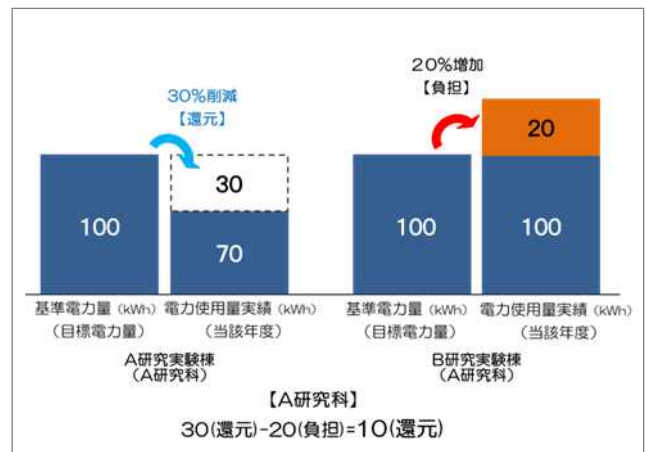 30%削減
【還元】
20%増加
【負担】
30
20
100
70
100
100
基準電力量（kWh）
（目標電力量）
電力使用量実績（kWh）
（当該年度）
基準電力量（kWh）
（目標電力量）
電力使用量実績（kWh）
（当該年度）
A研究実験棟
（A研究科）
B研究実験棟
（A研究科）
【A研究科】
30(還元)-20(負担)=10(還元)